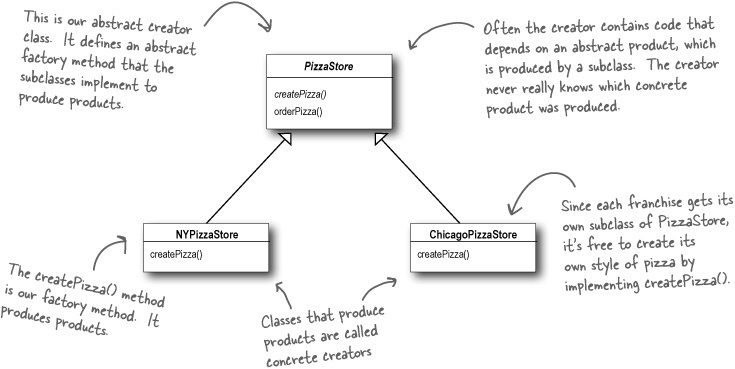 This is our abstract creator
class. It defines an abstract
factory method that the
subclasses implement to
produce products.
Often the creator contains code that
depends on an abstract product, which
is produced by a subclass. The creator
never really knows which concrete
product was produced.
PizzaStore
createPizza()
orderPizza()
NYPizzaStore
createPizza()
ChicagoPizzaStore
createPizza()
Since each franchise gets its
own subclass of PizzaStore,
it's free to create its
own style of pizza by
implementing createPizza().
The createPizza() method
is our factory method. It
produces products.
Classes that produce
products are called
concrete creators